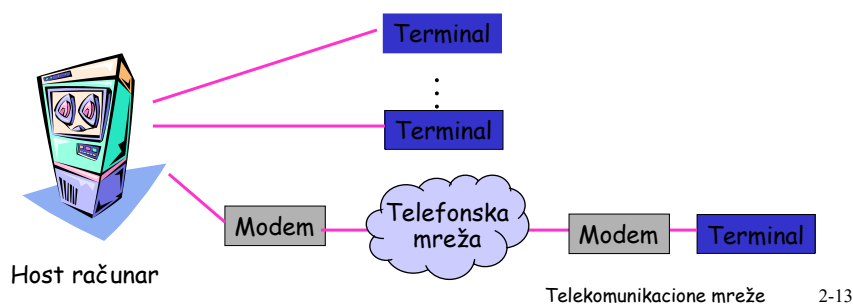 Terminal
Terminal
Modem
Telefonska
mreža
Modem
Terminal
Host računar
Telekomunikacione mreže 2-13